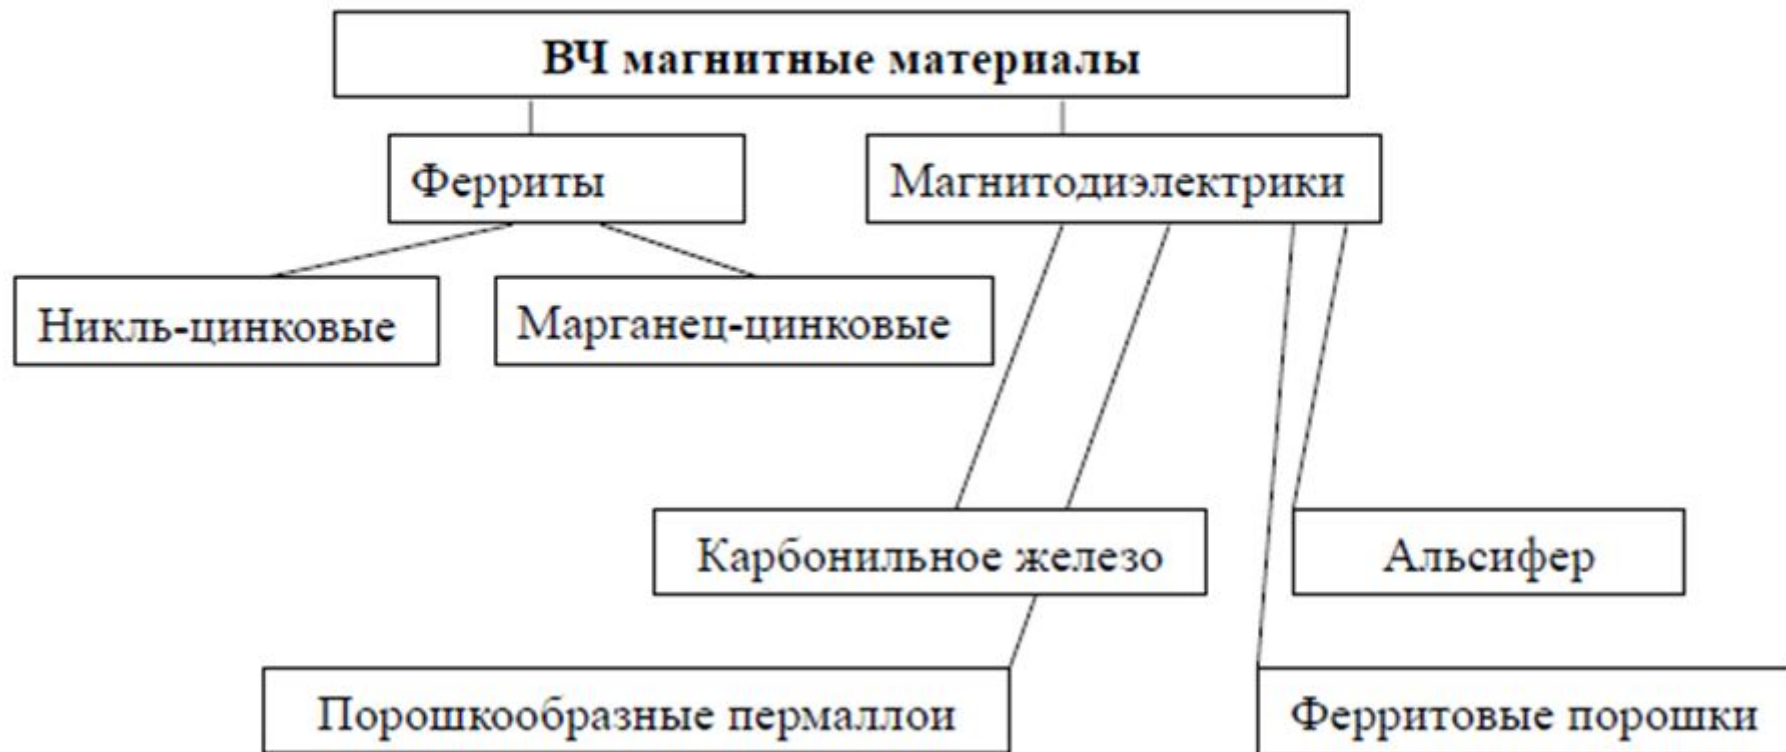 ВЧ магнитные материалы
Ферриты
Магнитодиэлектрики
Никль-цинковые
Марганец-цинковые
Карбонильное железо
Альсифер
Порошкообразные пермаллои
Ферритовые порошки